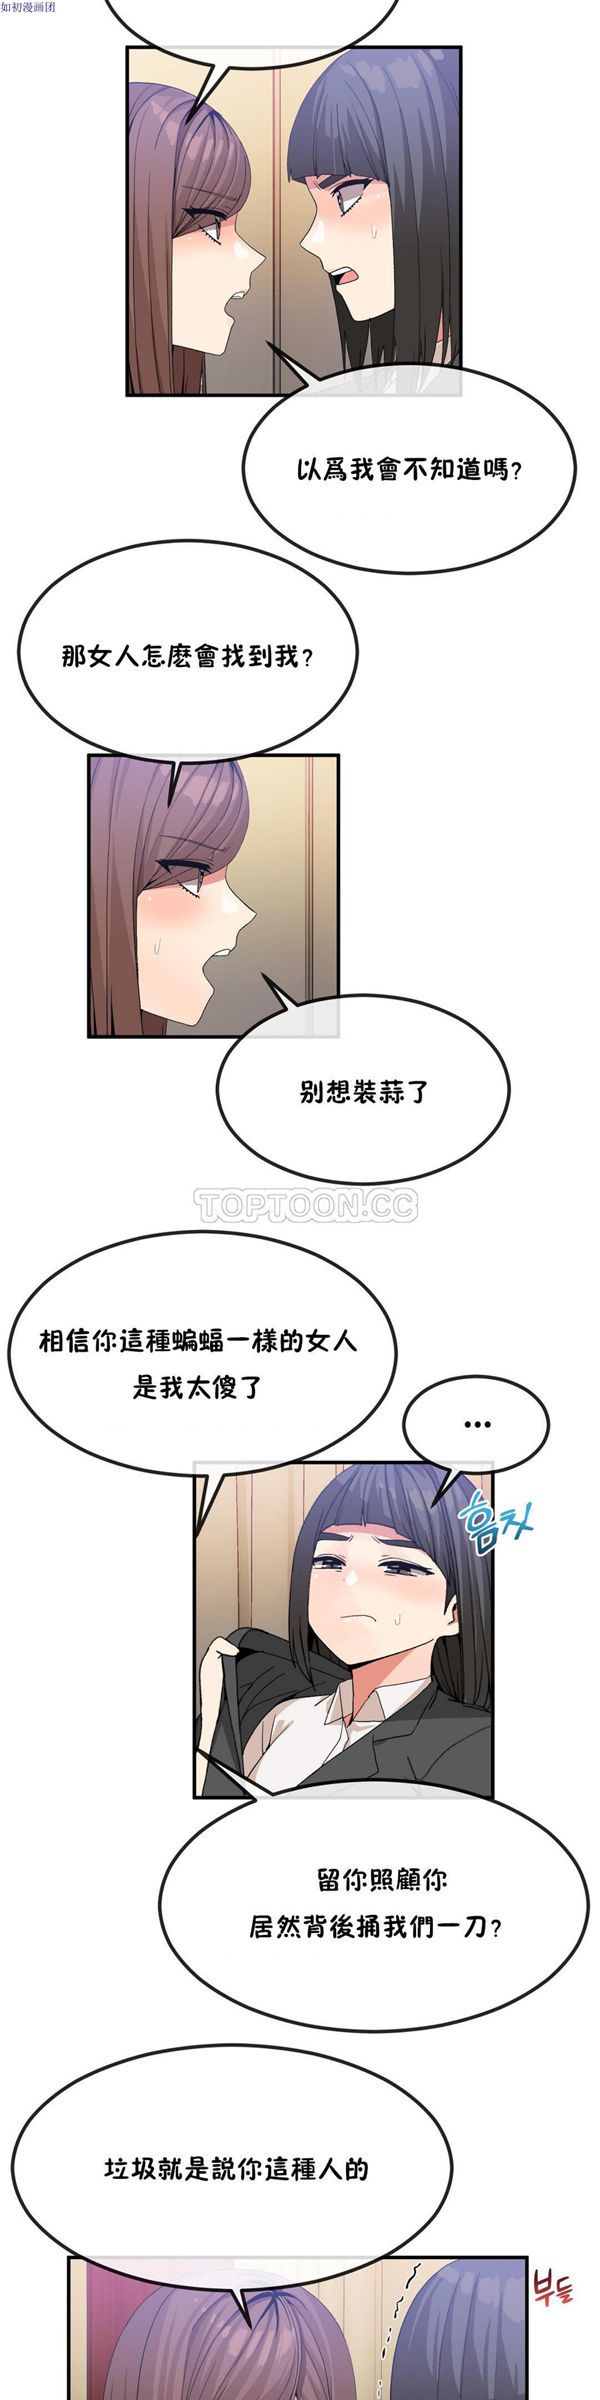 如初漫画团
以爲我會不知道嗎?
那女人怎麽會找到我?
别想裝蒜了
TOPTOON.CC
相信你這種蝙蝠一樣的女人
是我太傻了
...
흠칫
留你照顧你
居然背後捅我們一刀?
垃圾就是説你這種人的
부들